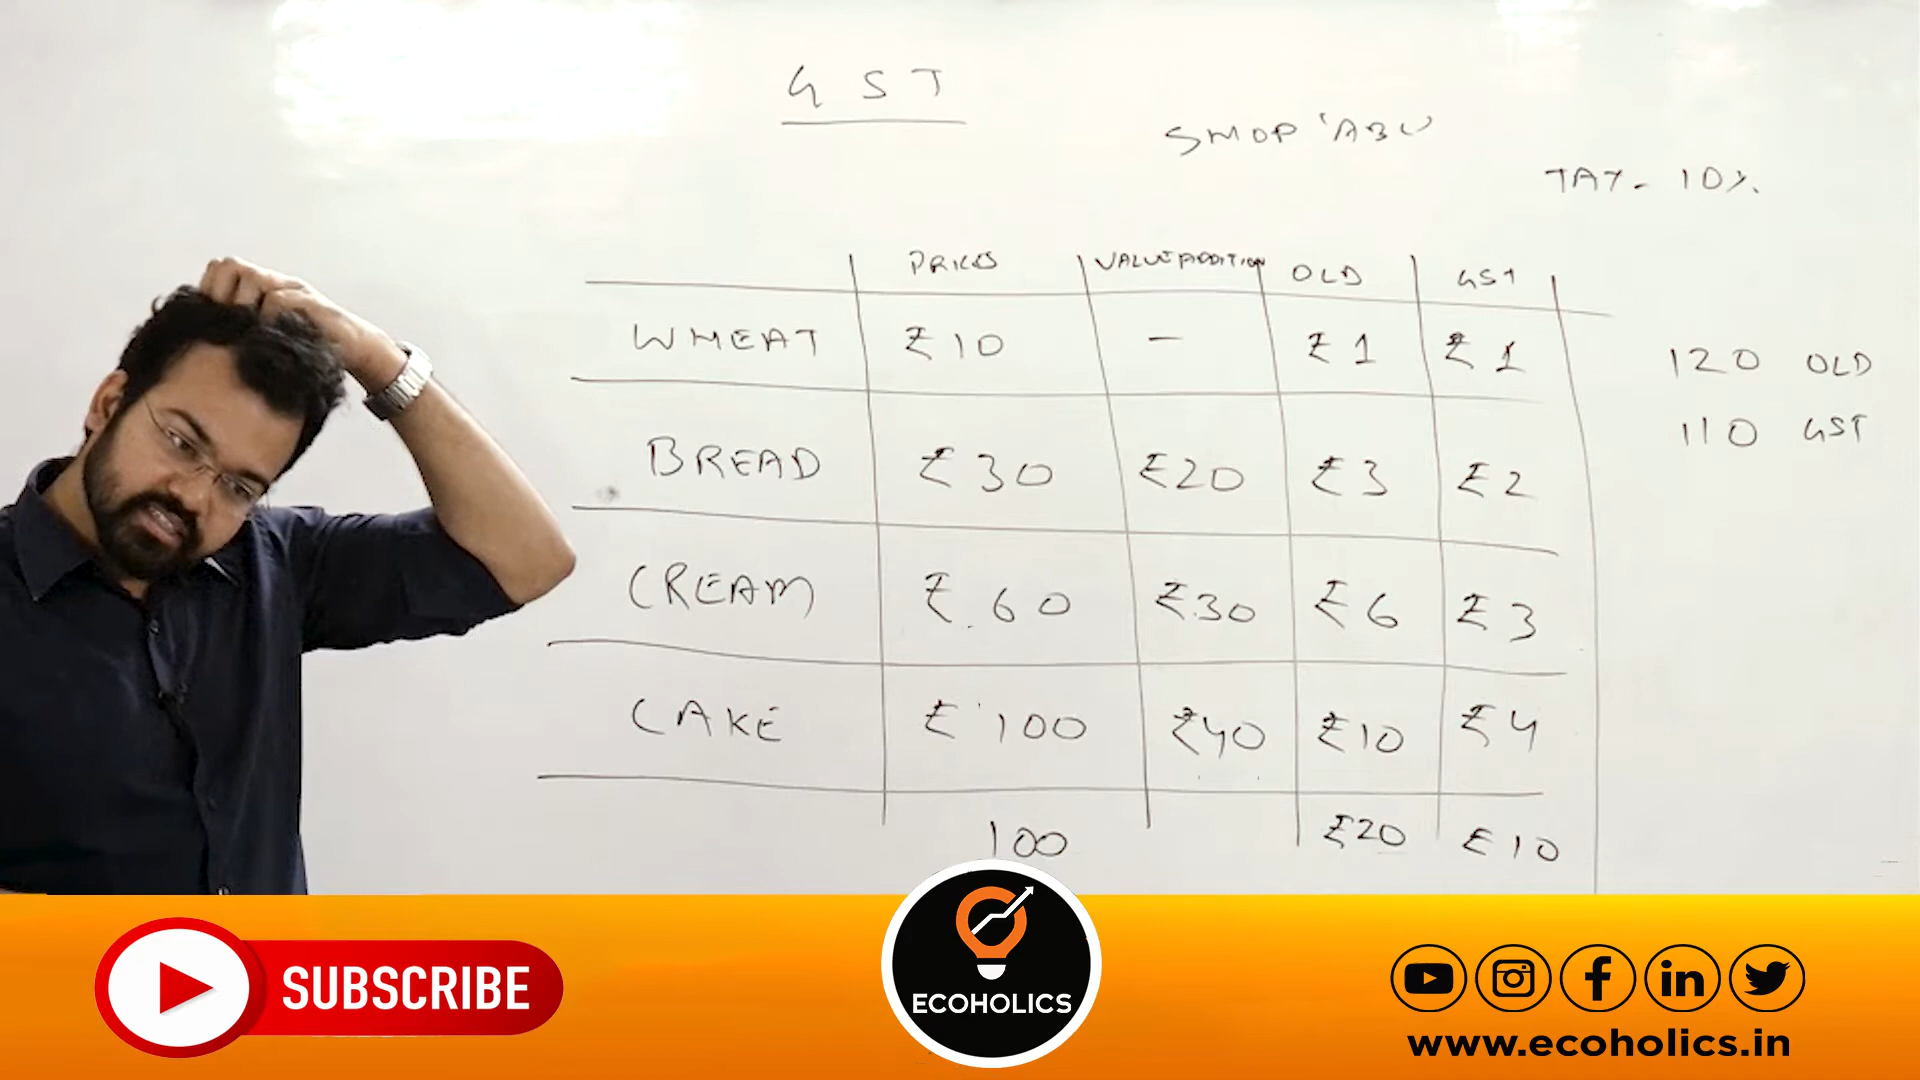 GST
SHOP 'ABC'
TAX - 10%
PRICES VALUE ADDITION OLD GST
WHEAT ₹10 - ₹1 ₹1
BREAD ₹30 ₹20 ₹3 ₹2
CREAM ₹60 ₹30 ₹6 ₹3
CAKE ₹100 ₹40 ₹10 ₹4
100 ₹20 ₹10
120 OLD
110 GST
SUBSCRIBE
ECOHOLICS
www.ecoholics.in